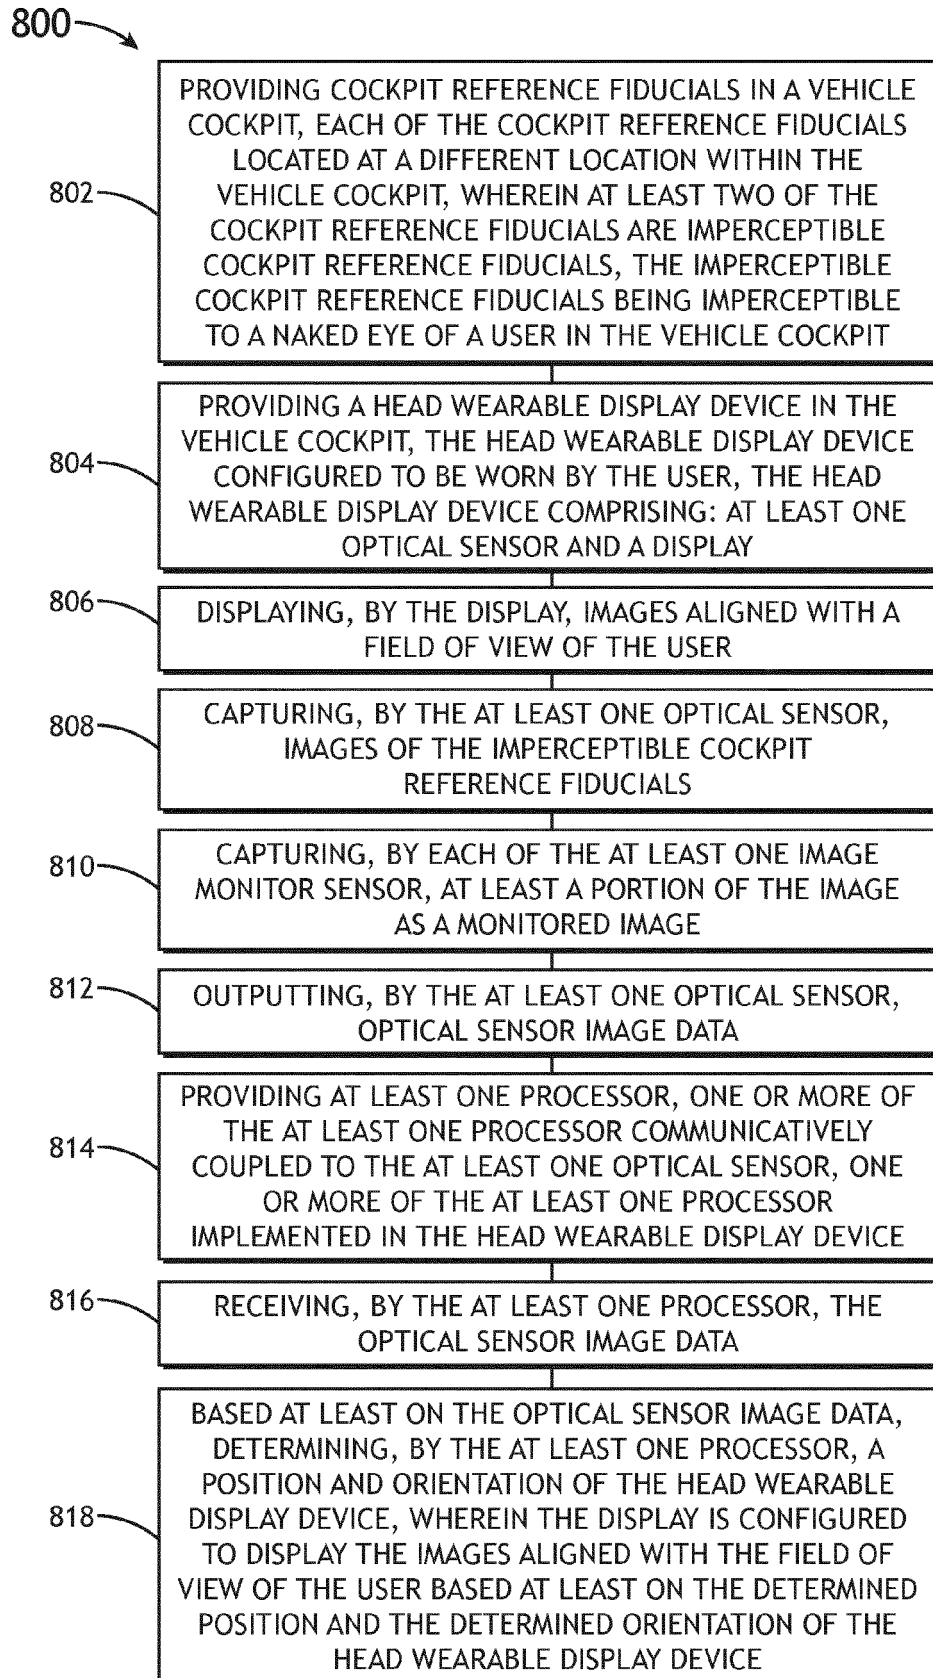 800
802
PROVIDING COCKPIT REFERENCE FIDUCIALS IN A VEHICLE
COCKPIT, EACH OF THE COCKPIT REFERENCE FIDUCIALS
LOCATED AT A DIFFERENT LOCATION WITHIN THE
VEHICLE COCKPIT, WHEREIN AT LEAST TWO OF THE
COCKPIT REFERENCE FIDUCIALS ARE IMPERCEPTIBLE
COCKPIT REFERENCE FIDUCIALS, THE IMPERCEPTIBLE
COCKPIT REFERENCE FIDUCIALS BEING IMPERCEPTIBLE
TO A NAKED EYE OF A USER IN THE VEHICLE COCKPIT
804
PROVIDING A HEAD WEARABLE DISPLAY DEVICE IN THE
VEHICLE COCKPIT, THE HEAD WEARABLE DISPLAY DEVICE
CONFIGURED TO BE WORN BY THE USER, THE HEAD
WEARABLE DISPLAY DEVICE COMPRISING: AT LEAST ONE
OPTICAL SENSOR AND A DISPLAY
806
DISPLAYING, BY THE DISPLAY, IMAGES ALIGNED WITH A
FIELD OF VIEW OF THE USER
808
CAPTURING, BY THE AT LEAST ONE OPTICAL SENSOR,
IMAGES OF THE IMPERCEPTIBLE COCKPIT
REFERENCE FIDUCIALS
810
CAPTURING, BY EACH OF THE AT LEAST ONE IMAGE
MONITOR SENSOR, AT LEAST A PORTION OF THE IMAGE
AS A MONITORED IMAGE
812
OUTPUTTING, BY THE AT LEAST ONE OPTICAL SENSOR,
OPTICAL SENSOR IMAGE DATA
814
PROVIDING AT LEAST ONE PROCESSOR, ONE OR MORE OF
THE AT LEAST ONE PROCESSOR COMMUNICATIVELY
COUPLED TO THE AT LEAST ONE OPTICAL SENSOR, ONE
OR MORE OF THE AT LEAST ONE PROCESSOR
IMPLEMENTED IN THE HEAD WEARABLE DISPLAY DEVICE
816
RECEIVING, BY THE AT LEAST ONE PROCESSOR, THE
OPTICAL SENSOR IMAGE DATA
818
BASED AT LEAST ON THE OPTICAL SENSOR IMAGE DATA,
DETERMINING, BY THE AT LEAST ONE PROCESSOR, A
POSITION AND ORIENTATION OF THE HEAD WEARABLE
DISPLAY DEVICE, WHEREIN THE DISPLAY IS CONFIGURED
TO DISPLAY THE IMAGES ALIGNED WITH THE FIELD OF
VIEW OF THE USER BASED AT LEAST ON THE DETERMINED
POSITION AND THE DETERMINED ORIENTATION OF THE
HEAD WEARABLE DISPLAY DEVICE